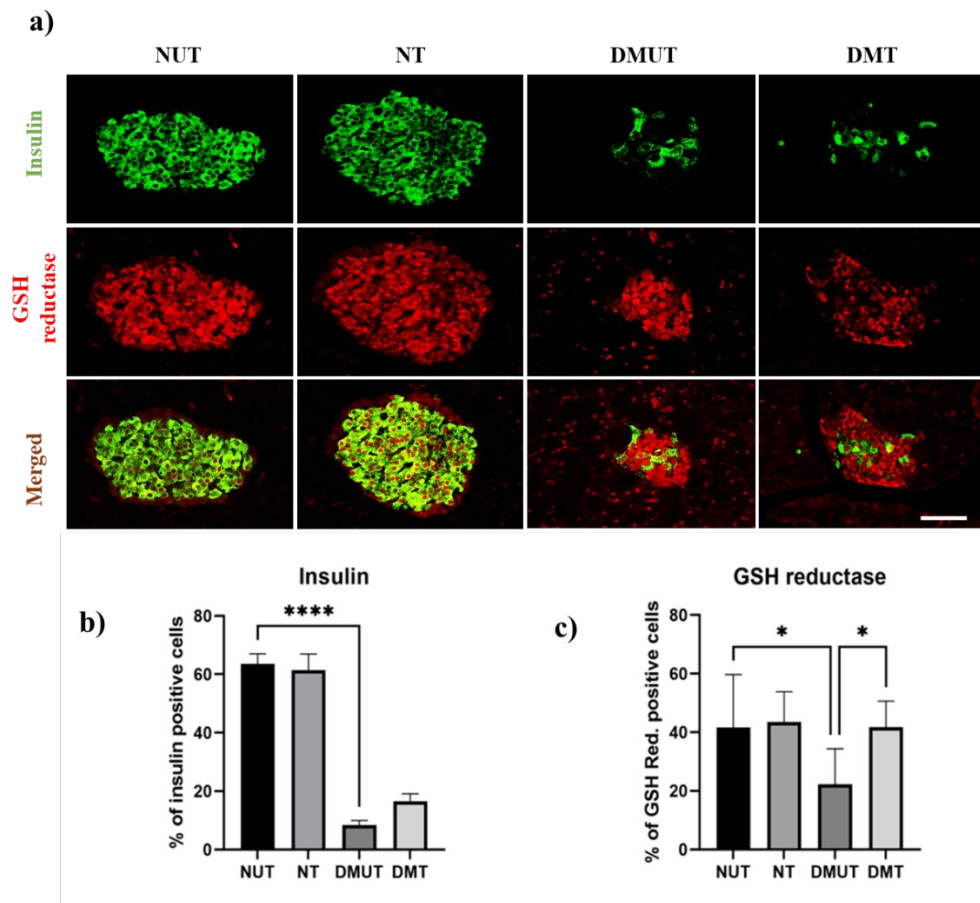 a)
NUT NT DMUT DMT
Insulin
GSH
reductase
Merged
b)
Insulin
% of insulin positive cells
80
60
40
20
0
****
NUT NT DMUT DMT
c)
GSH reductase
% of GSH Red. positive cells
80
60
40
20
0
* *
NUT NT DMUT DMT